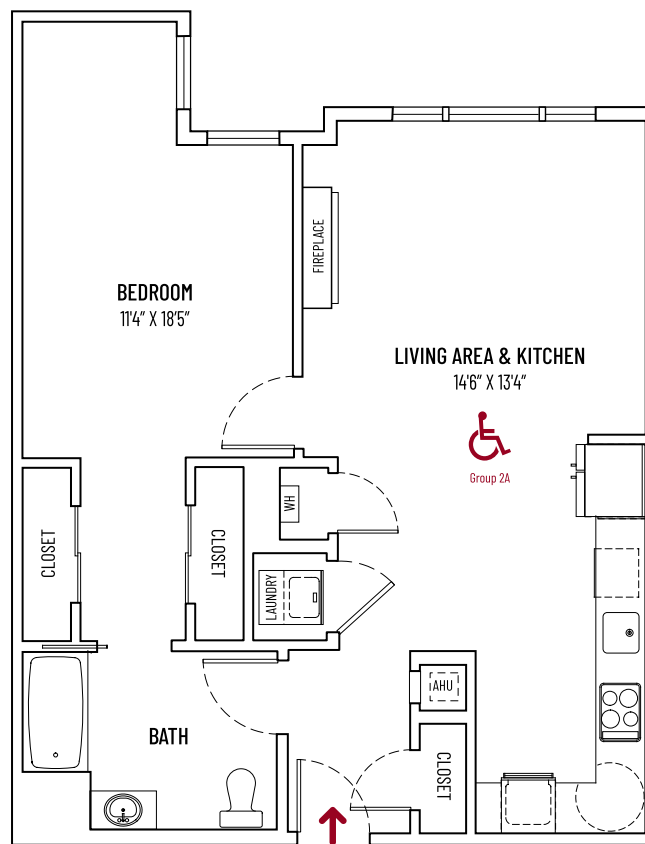 BEDROOM
11'4" X 18'5"
FIREPLACE
LIVING AREA & KITCHEN
14'6" X 13'4"
Group 2A
WH
CLOSET
CLOSET
LAUNDRY
AHU
BATH
CLOSET